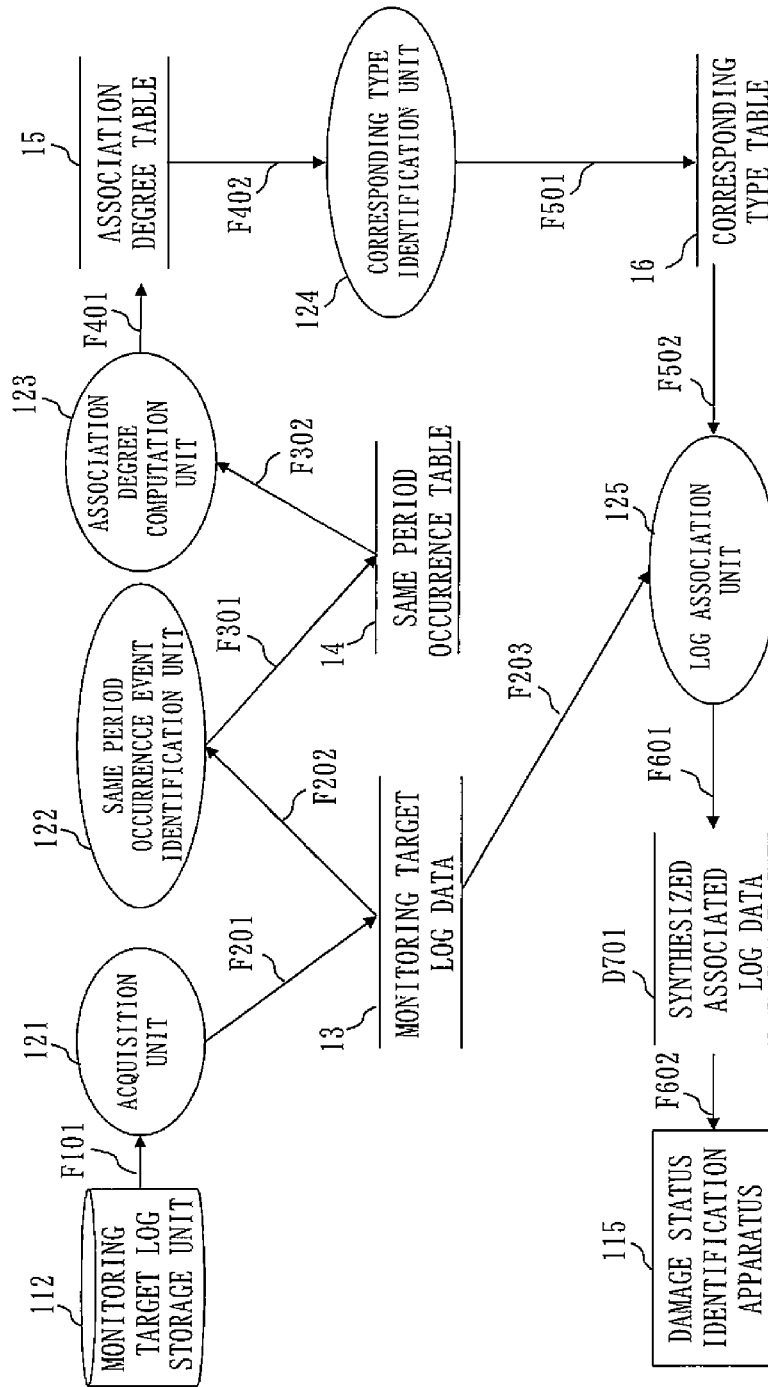 112
MONITORING
TARGET LOG
STORAGE UNIT
F101
121
ACQUISITION
UNIT
F201
13
MONITORING TARGET
LOG DATA
F202
122
SAME PERIOD
OCCURRENCCE EVENT
IDENTIFICATION UNIT
F301
14
SAME PERIOD
OCCURRENCE TABLE
F302
123
ASSOCIATION
DEGREE
COMPUTATION
UNIT
F401
15
ASSOCIATION
DEGREE TABLE
F402
124
CORRESPONDING TYPE
IDENTIFICATION UNIT
F501
16
CORRESPONDING
TYPE TABLE
F502
F203
125
LOG ASSOCIATION
UNIT
F601
D701
SYNTHESIZED
ASSOCIATED
LOG DATA
F602
115
DAMAGE STATUS
IDENTIFICATION
APPARATUS